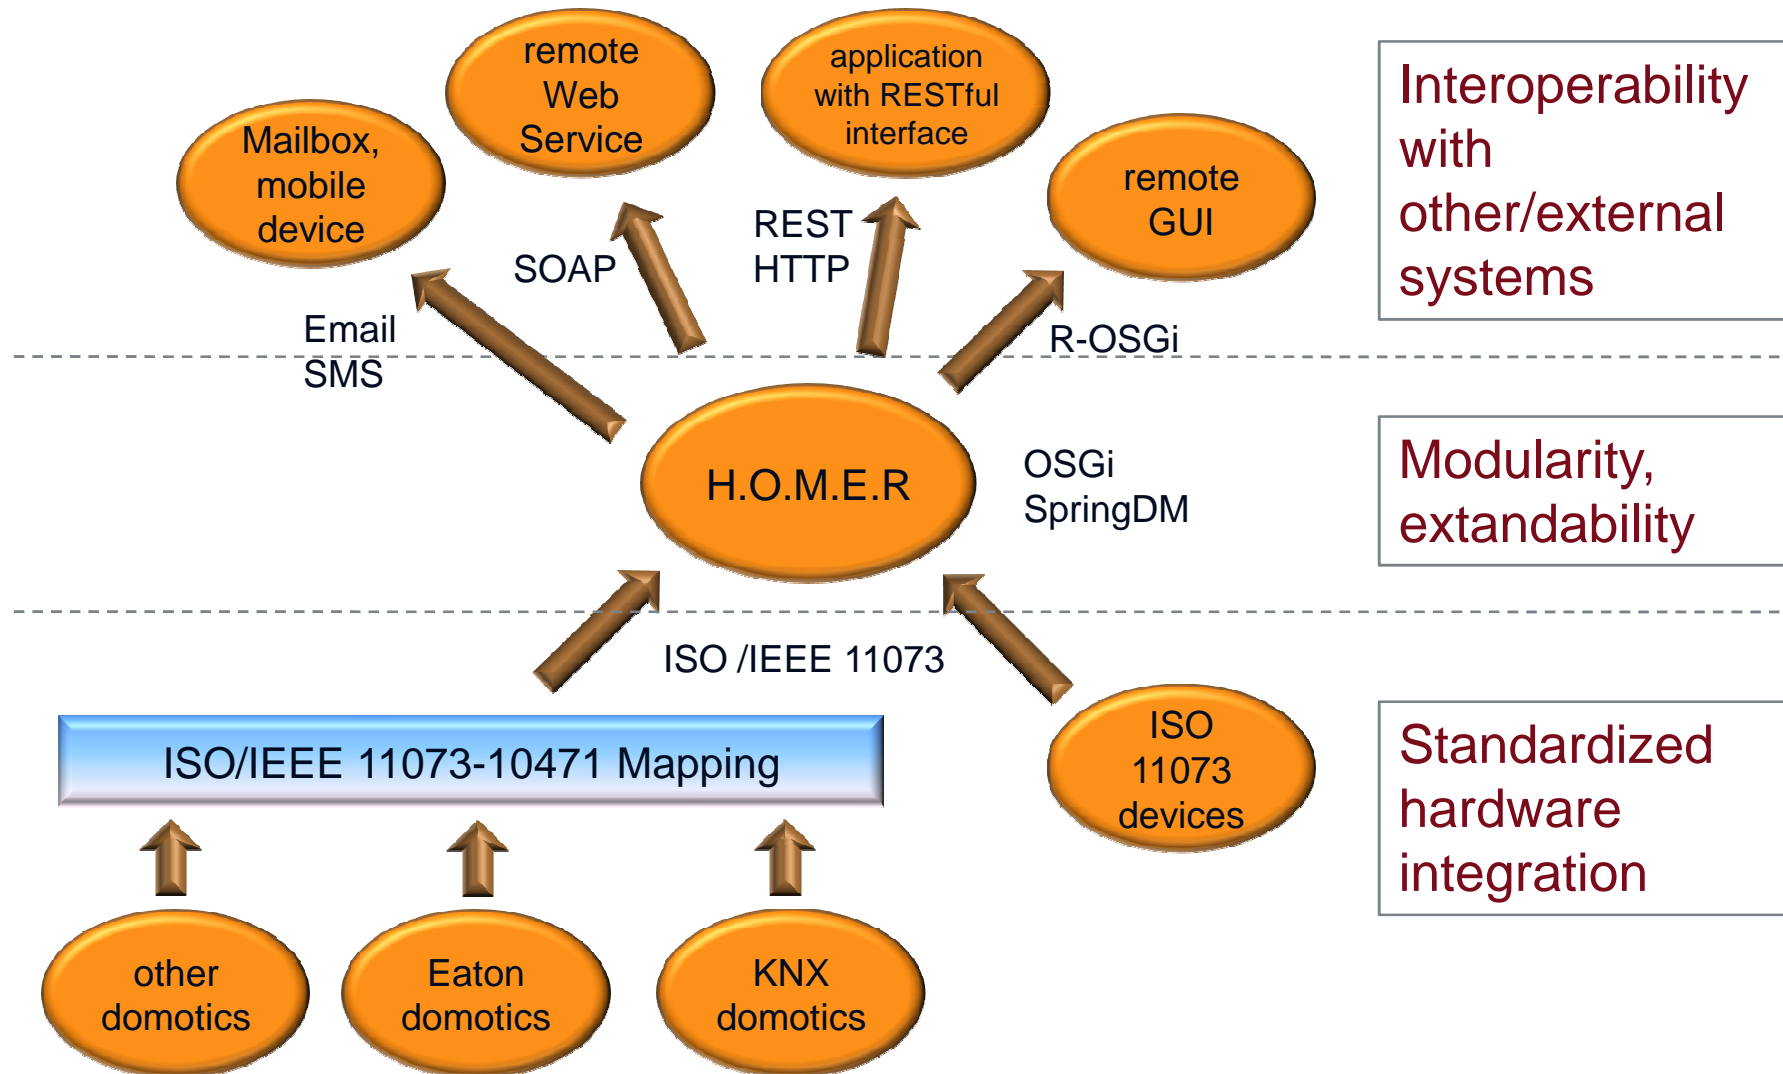 remote
Web
Service
application
with RESTful
interface
Mailbox,
mobile
device
remote
GUI
Interoperability
with
other/external
systems
SOAP
REST
HTTP
Email
SMS
R-OSGi
H.O.M.E.R
OSGi
SpringDM
Modularity,
extandability
ISO /IEEE 11073
ISO/IEEE 11073-10471 Mapping
ISO
11073
devices
Standardized
hardware
integration
other
domotics
Eaton
domotics
KNX
domotics